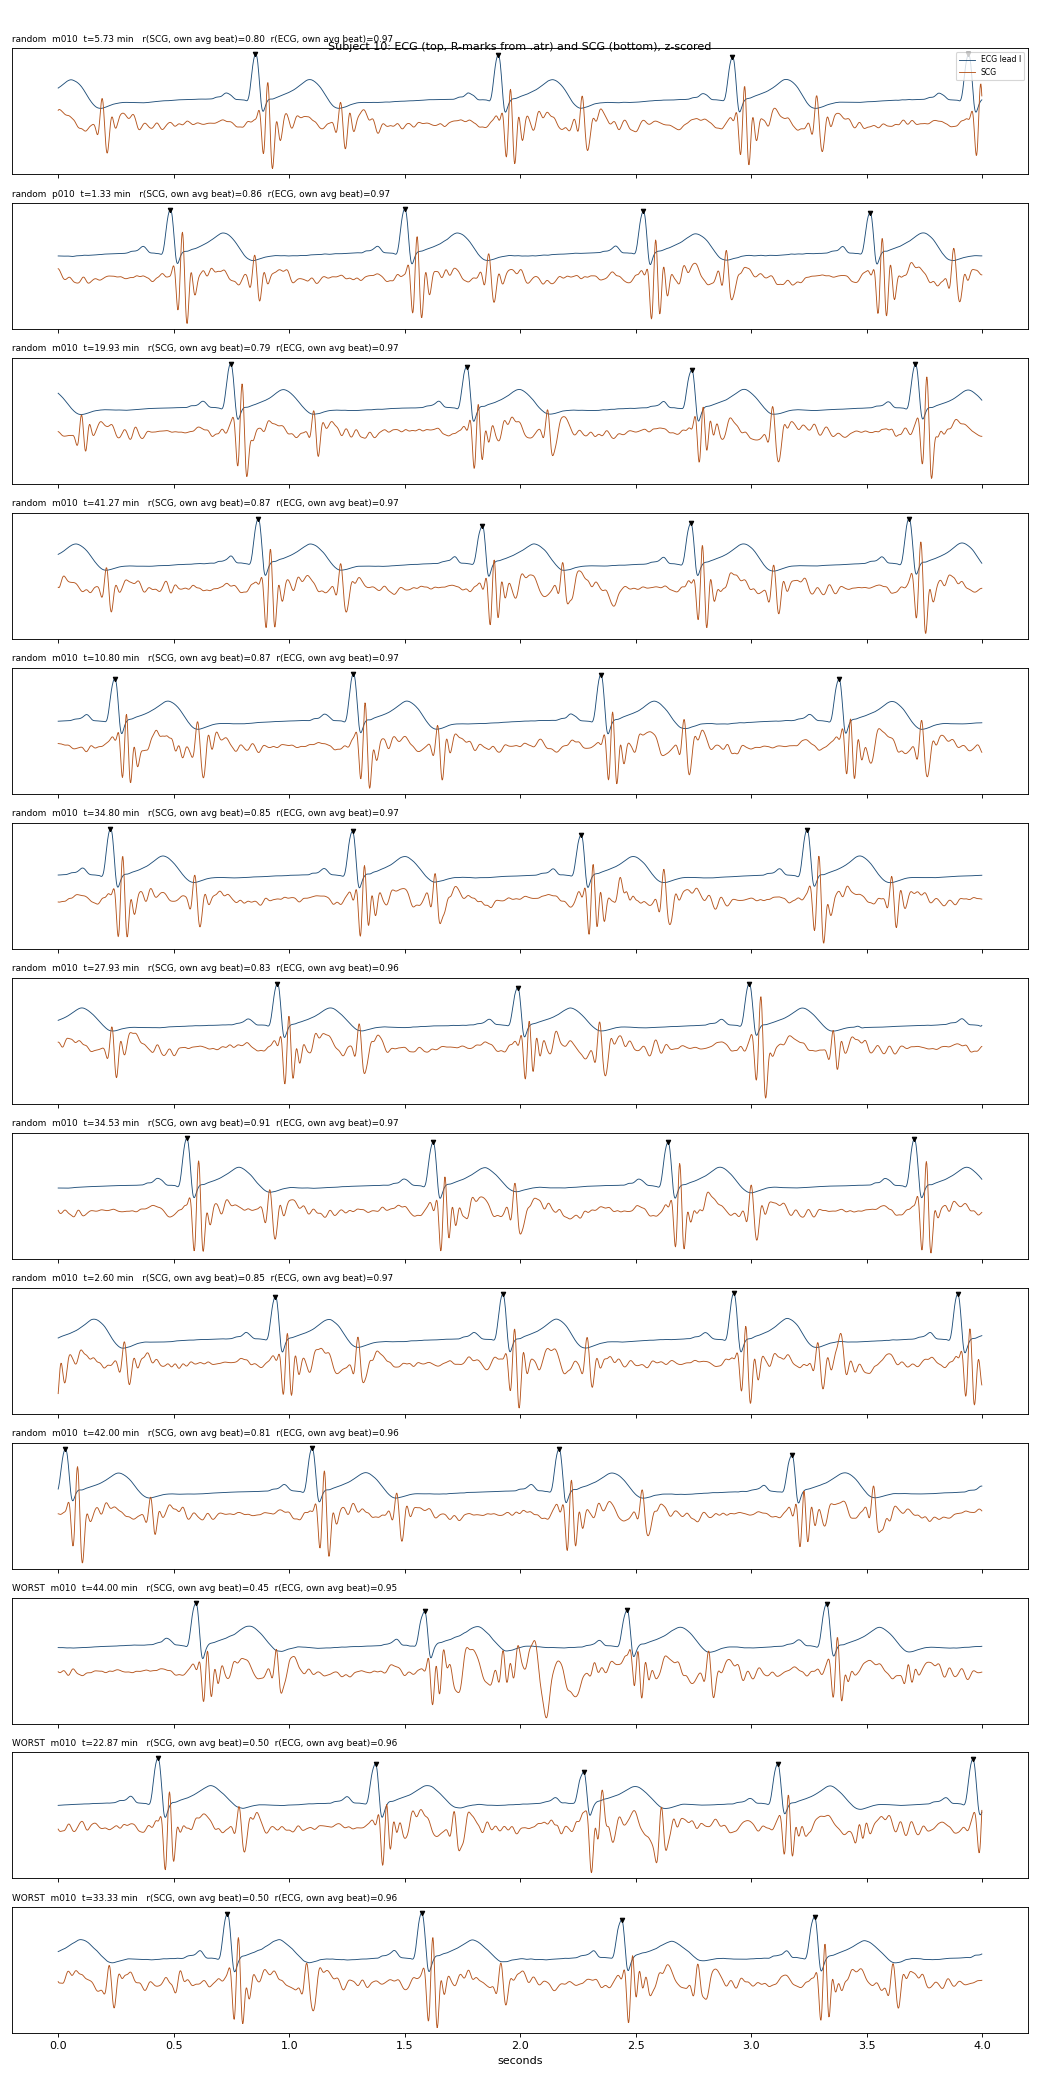 random  m010  t=5.73 min   r(SCG, own avg beat)=0.80  r(ECG, own avg beat)=0.97
Subject 10: ECG (top, R-marks from .atr) and SCG (bottom), z-scored
ECG lead I
SCG
random  p010  t=1.33 min   r(SCG, own avg beat)=0.86  r(ECG, own avg beat)=0.97
random  m010  t=19.93 min   r(SCG, own avg beat)=0.79  r(ECG, own avg beat)=0.97
random  m010  t=41.27 min   r(SCG, own avg beat)=0.87  r(ECG, own avg beat)=0.97
random  m010  t=10.80 min   r(SCG, own avg beat)=0.87  r(ECG, own avg beat)=0.97
random  m010  t=34.80 min   r(SCG, own avg beat)=0.85  r(ECG, own avg beat)=0.97
random  m010  t=27.93 min   r(SCG, own avg beat)=0.83  r(ECG, own avg beat)=0.96
random  m010  t=34.53 min   r(SCG, own avg beat)=0.91  r(ECG, own avg beat)=0.97
random  m010  t=2.60 min   r(SCG, own avg beat)=0.85  r(ECG, own avg beat)=0.97
random  m010  t=42.00 min   r(SCG, own avg beat)=0.81  r(ECG, own avg beat)=0.96
WORST  m010  t=44.00 min   r(SCG, own avg beat)=0.45  r(ECG, own avg beat)=0.95
WORST  m010  t=22.87 min   r(SCG, own avg beat)=0.50  r(ECG, own avg beat)=0.96
WORST  m010  t=33.33 min   r(SCG, own avg beat)=0.50  r(ECG, own avg beat)=0.96
0.0 0.5 1.0 1.5 2.0 2.5 3.0 3.5 4.0
seconds